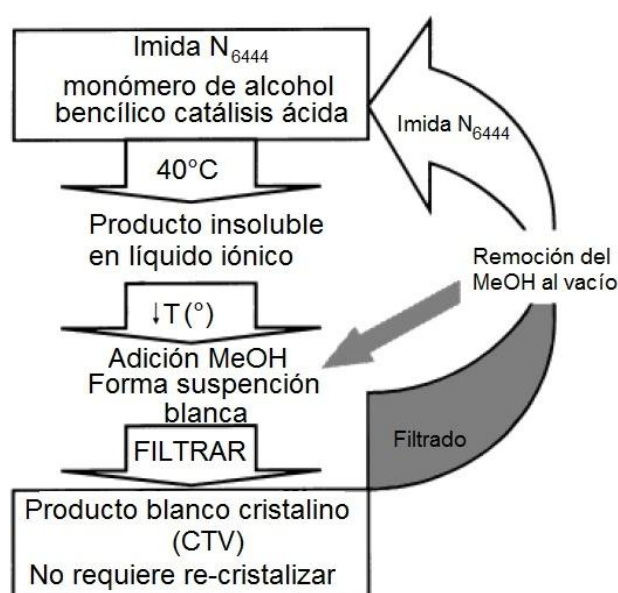 Imida N6444
monómero de alcohol
bencílico catálisis ácida
Imida N6444
40°C
Producto insoluble
en líquido iónico
Remoción del
MeOH al vacío
↓T (°)
Adición MeOH
Forma suspención
blanca
FILTRAR
Filtrado
Producto blanco cristalino
(CTV)
No requiere re-cristalizar